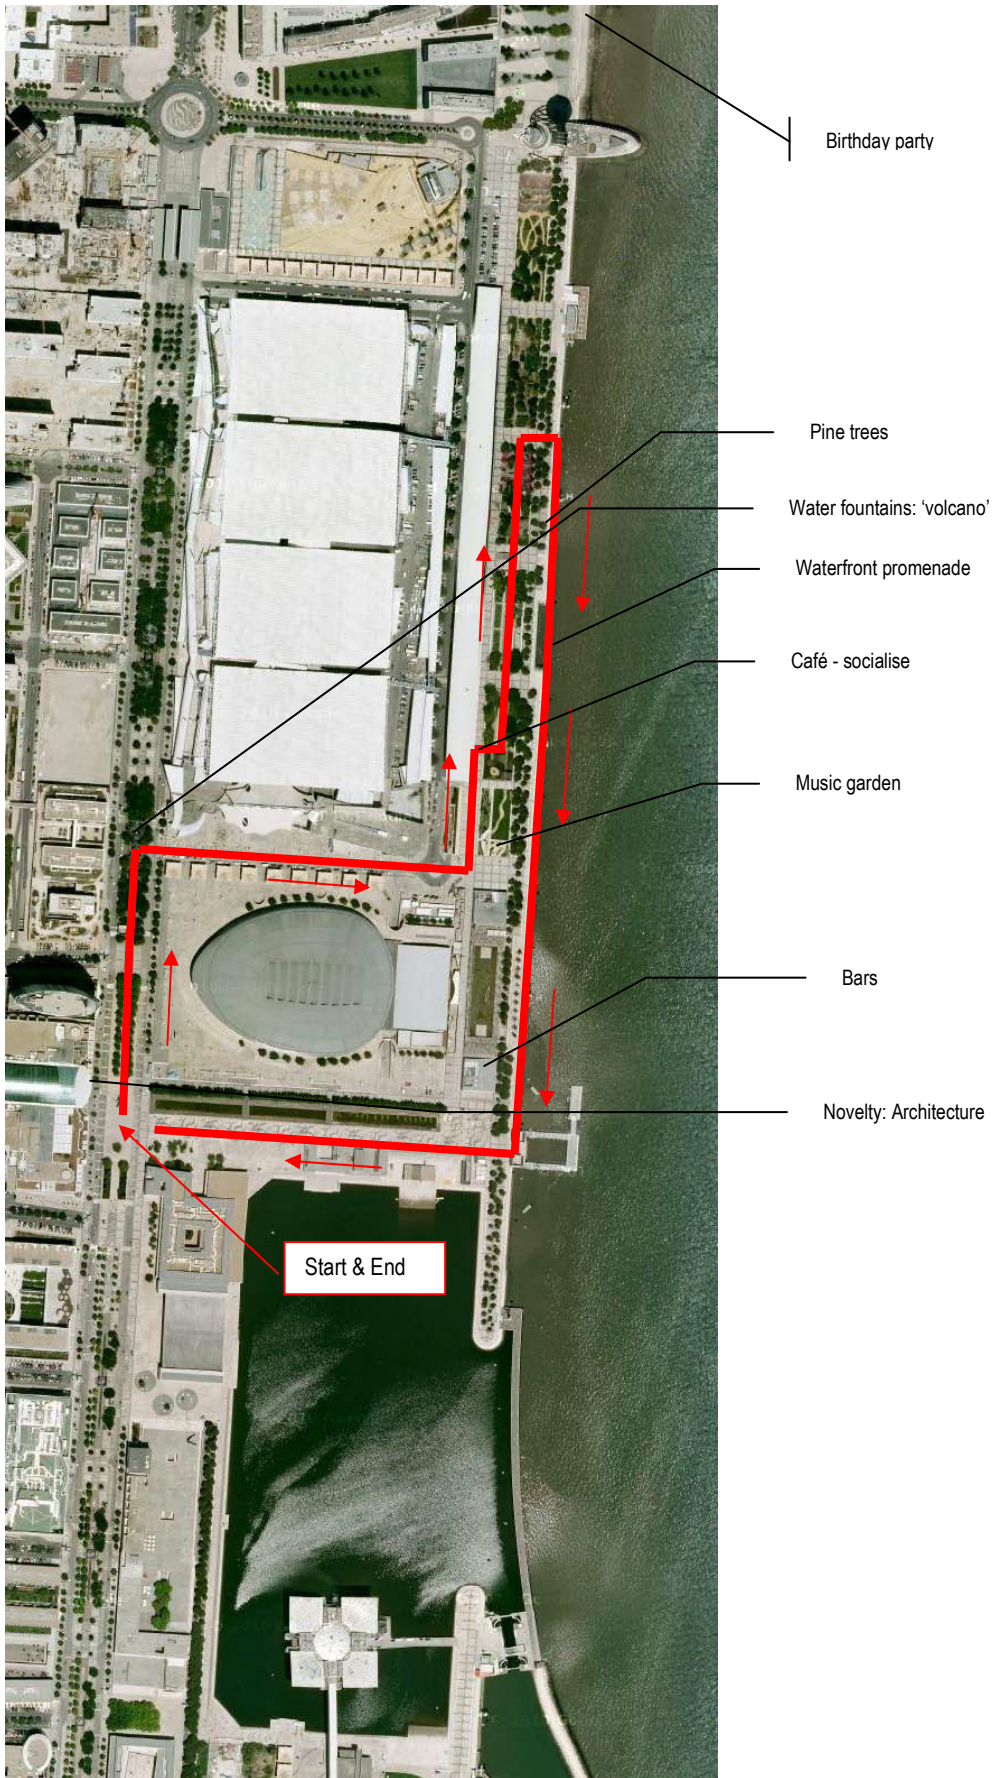 Birthday party
Pine trees
Water fountains: ‘volcano’
Waterfront promenade
Café - socialise
Music garden
Bars
Novelty: Architecture
Start & End